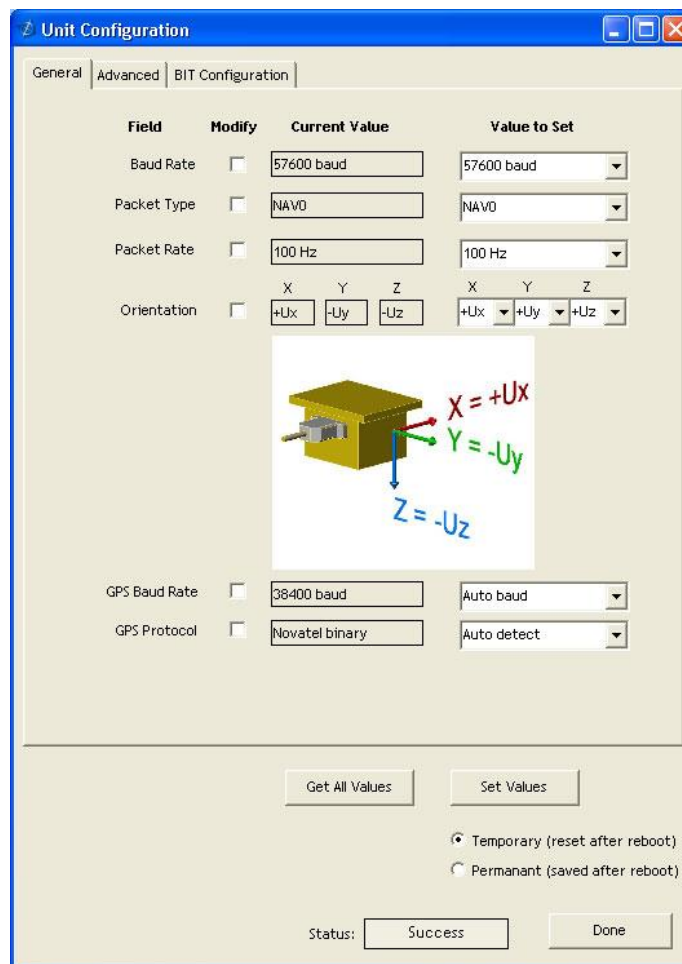 Unit Configuration
General Advanced BIT Configuration
Field Modify Current Value Value to Set
Baud Rate 57600 baud 57600 baud
Packet Type NAV0 NAV0
Packet Rate 100 Hz 100 Hz
X Y Z X Y Z
Orientation +Ux -Uy -Uz +Ux +Uy +Uz
X = +Ux
Y = -Uy
Z = -Uz
GPS Baud Rate 38400 baud Auto baud
GPS Protocol Novatel binary Auto detect
Get All Values Set Values
Temporary (reset after reboot)
Permanant (saved after reboot)
Status: Success Done